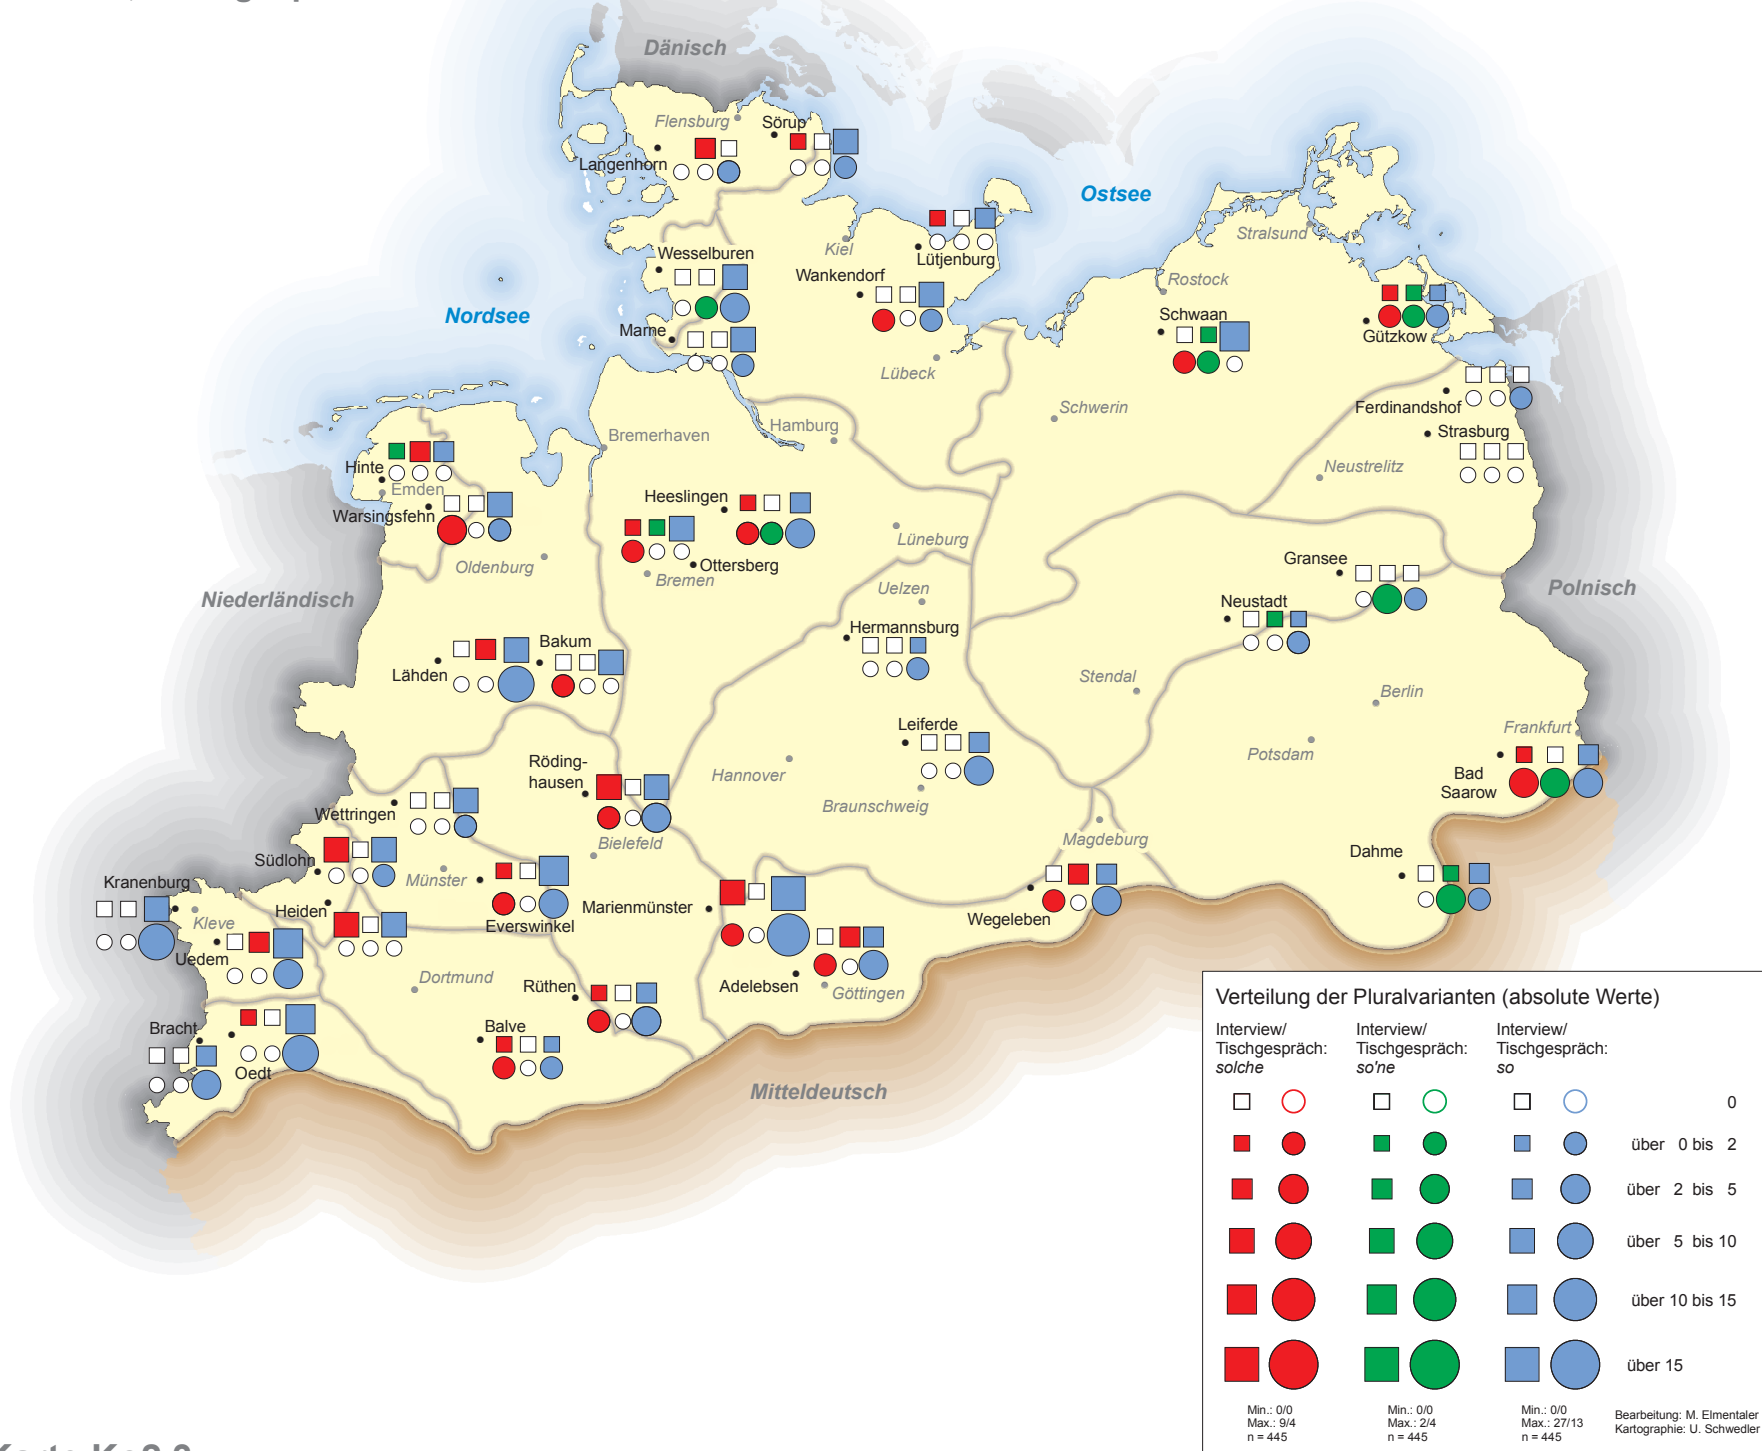 Dänisch
Flensburg
Sörup
Langenhorn
Ostsee
Kiel
Lütjenburg
Stralsund
Wesselburen
Wankendorf
Rostock
Nordsee
Schwaan
Marne
Gützkow
Lübeck
Schwerin
Ferdinandshof
Hamburg
Bremerhaven
Strasburg
Neustrelitz
Hinte
Emden
Warsingsfehn
Heeslingen
Lüneburg
Ottersberg
Oldenburg
Bremen
Gransee
Niederländisch
Uelzen
Polnisch
Neustadt
Hermannsburg
Bakum
Lähden
Stendal
Berlin
Leiferde
Frankfurt
Potsdam
Röding-
hausen
Hannover
Bad
Saarow
Braunschweig
Wettringen
Magdeburg
Bielefeld
Dahme
Südlohn
Münster
Kranenburg
Heiden
Marienmünster
Kleve
Everswinkel
Wegeleben
Uedem
Dortmund
Rüthen
Adelebsen
Göttingen
Bracht
Balve
Oedt
Mitteldeutsch
Verteilung der Pluralvarianten (absolute Werte)
Interview/ Interview/ Interview/
Tischgespräch: Tischgespräch: Tischgespräch:
solche so'ne so
0
über 0 bis 2
über 2 bis 5
über 5 bis 10
über 10 bis 15
über 15
Min.: 0/0 Min.: 0/0 Min.: 0/0
Max.: 9/4 Max.: 2/4 Max.: 27/13
n = 445 n = 445 n = 445
Bearbeitung: M. Elmentaler
Kartographie: U. Schwedler